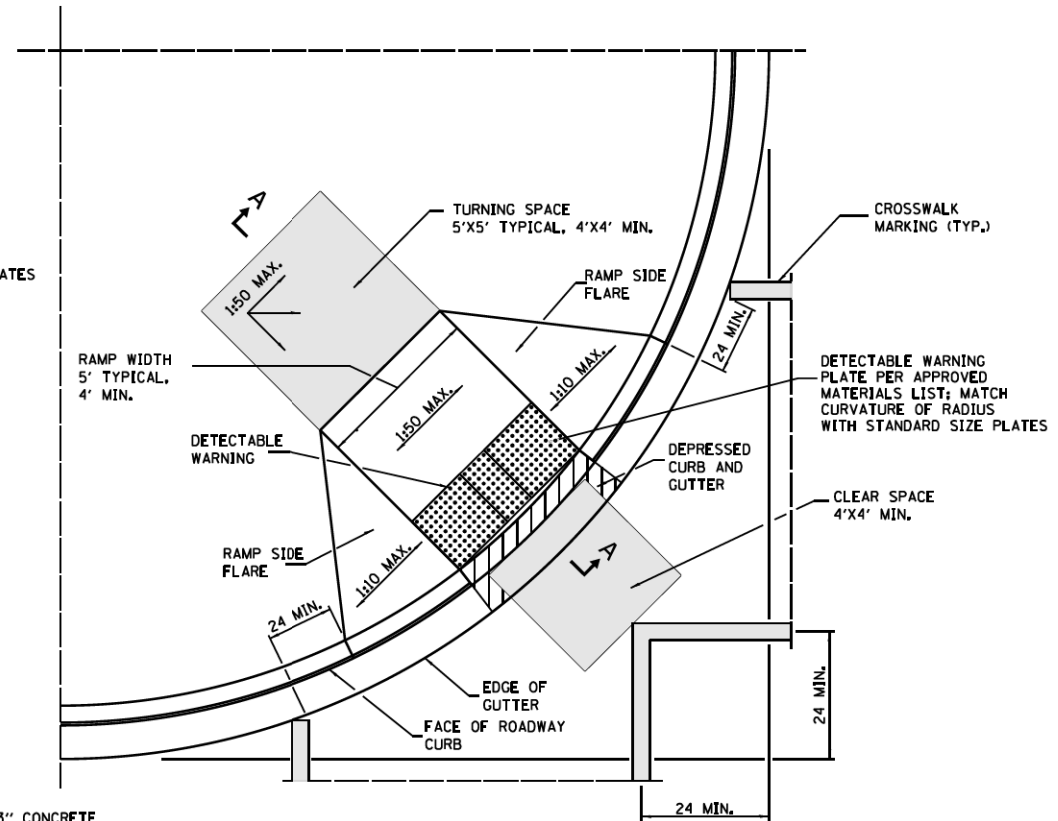 A
TURNING SPACE
5'X5' TYPICAL, 4'X4' MIN.
CROSSWALK
MARKING (TYP.)
ATES
1:50 MAX.
RAMP SIDE
FLARE
24 MIN.
RAMP WIDTH
5' TYPICAL,
4' MIN.
1:10 MAX.
1:50 MAX.
DETECTABLE WARNING
PLATE PER APPROVED
MATERIALS LIST; MATCH
CURVATURE OF RADIUS
WITH STANDARD SIZE PLATES
DETECTABLE
WARNING
DEPRESSED
CURB AND
GUTTER
CLEAR SPACE
4'X4' MIN.
RAMP SIDE
FLARE
1:10 MAX.
A
24 MIN.
EDGE OF
GUTTER
FACE OF ROADWAY
CURB
24 MIN.
24 MIN.
3" CONCRETE